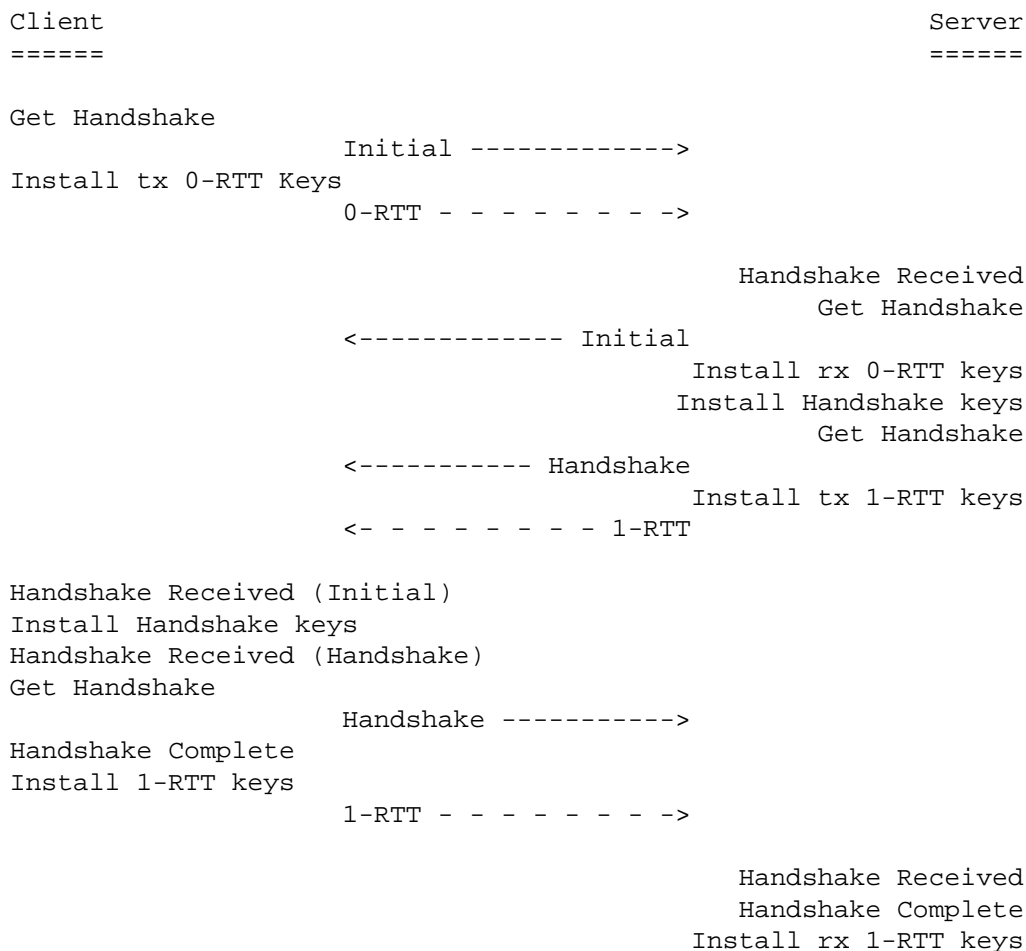 Client Server
====== ======
Get Handshake
Initial ------------->
Install tx 0-RTT Keys
0-RTT - - - - - - - ->
Handshake Received
Get Handshake
<------------- Initial
Install rx 0-RTT keys
Install Handshake keys
Get Handshake
<----------- Handshake
Install tx 1-RTT keys
<- - - - - - - - 1-RTT
Handshake Received (Initial)
Install Handshake keys
Handshake Received (Handshake)
Get Handshake
Handshake ----------->
Handshake Complete
Install 1-RTT keys
1-RTT - - - - - - - ->
Handshake Received
Handshake Complete
Install rx 1-RTT keys